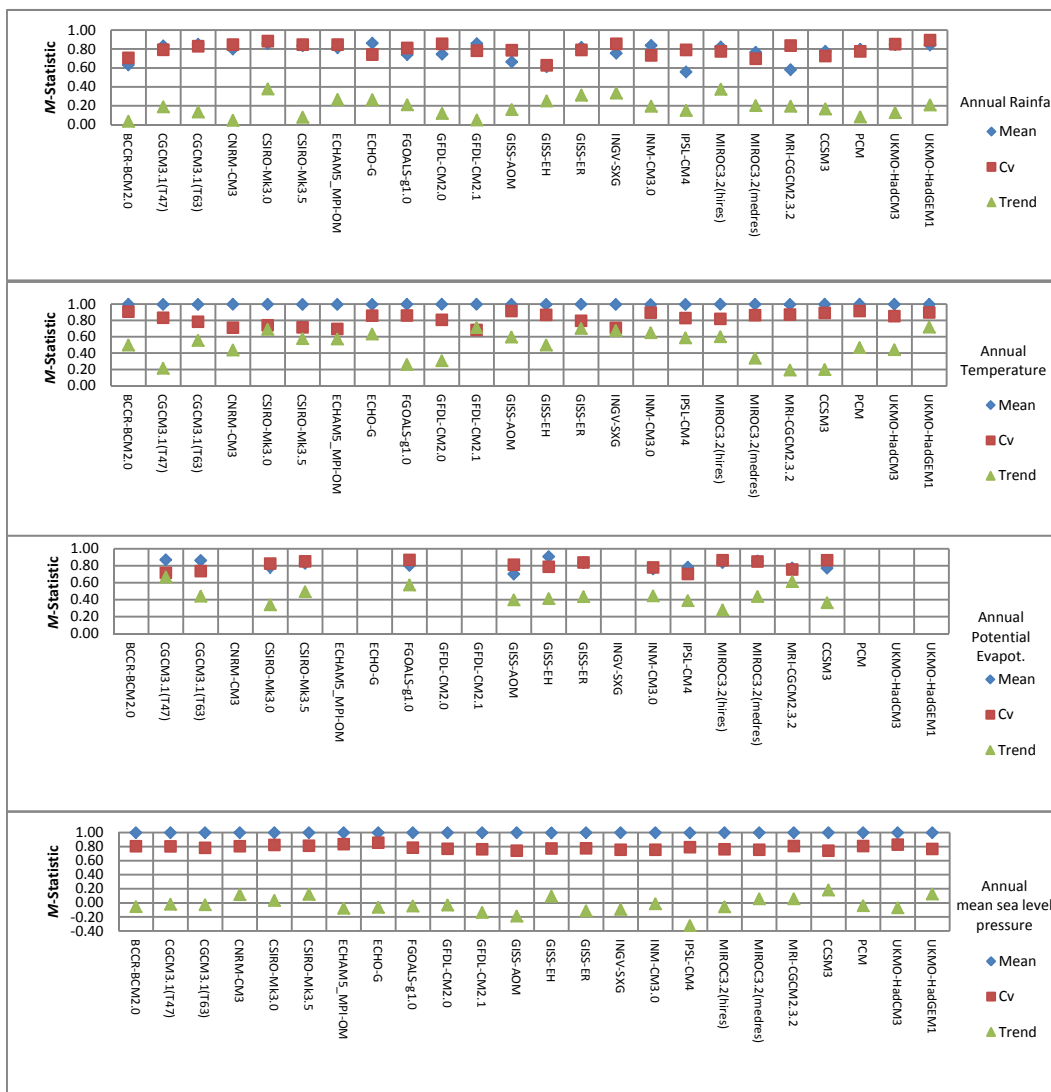 M-Statistic
1.00
0.80
0.60
0.40
0.20
0.00
BCCR-BCM2.0
CGCM3.1(T47)
CGCM3.1(T63)
CNRM-CM3
CSIRO-Mk3.0
CSIRO-Mk3.5
ECHAM5_MPI-OM
ECHO-G
FGOALS-g1.0
GFDL-CM2.0
GFDL-CM2.1
GISS-AOM
GISS-EH
GISS-ER
INGV-SXG
INM-CM3.0
IPSL-CM4
MIROC3.2(hires)
MIROC3.2(medres)
MRI-CGCM2.3.2
CCSM3
PCM
UKMO-HadCM3
UKMO-HadGEM1
Annual Rainfa
Mean
Cv
Trend
M-Statistic
1.00
0.80
0.60
0.40
0.20
0.00
BCCR-BCM2.0
CGCM3.1(T47)
CGCM3.1(T63)
CNRM-CM3
CSIRO-Mk3.0
CSIRO-Mk3.5
ECHAM5_MPI-OM
ECHO-G
FGOALS-g1.0
GFDL-CM2.0
GFDL-CM2.1
GISS-AOM
GISS-EH
GISS-ER
INGV-SXG
INM-CM3.0
IPSL-CM4
MIROC3.2(hires)
MIROC3.2(medres)
MRI-CGCM2.3.2
CCSM3
PCM
UKMO-HadCM3
UKMO-HadGEM1
Annual
Temperature
Mean
Cv
Trend
M-Statistic
1.00
0.80
0.60
0.40
0.20
0.00
BCCR-BCM2.0
CGCM3.1(T47)
CGCM3.1(T63)
CNRM-CM3
CSIRO-Mk3.0
CSIRO-Mk3.5
ECHAM5_MPI-OM
ECHO-G
FGOALS-g1.0
GFDL-CM2.0
GFDL-CM2.1
GISS-AOM
GISS-EH
GISS-ER
INGV-SXG
INM-CM3.0
IPSL-CM4
MIROC3.2(hires)
MIROC3.2(medres)
MRI-CGCM2.3.2
CCSM3
PCM
UKMO-HadCM3
UKMO-HadGEM1
Annual
Potential
Evapot.
Mean
Cv
Trend
M-Statistic
1.00
0.80
0.60
0.40
0.20
0.00
-0.20
-0.40
BCCR-BCM2.0
CGCM3.1(T47)
CGCM3.1(T63)
CNRM-CM3
CSIRO-Mk3.0
CSIRO-Mk3.5
ECHAM5_MPI-OM
ECHO-G
FGOALS-g1.0
GFDL-CM2.0
GFDL-CM2.1
GISS-AOM
GISS-EH
GISS-ER
INGV-SXG
INM-CM3.0
IPSL-CM4
MIROC3.2(hires)
MIROC3.2(medres)
MRI-CGCM2.3.2
CCSM3
PCM
UKMO-HadCM3
UKMO-HadGEM1
Annual
mean sea level
pressure
Mean
Cv
Trend